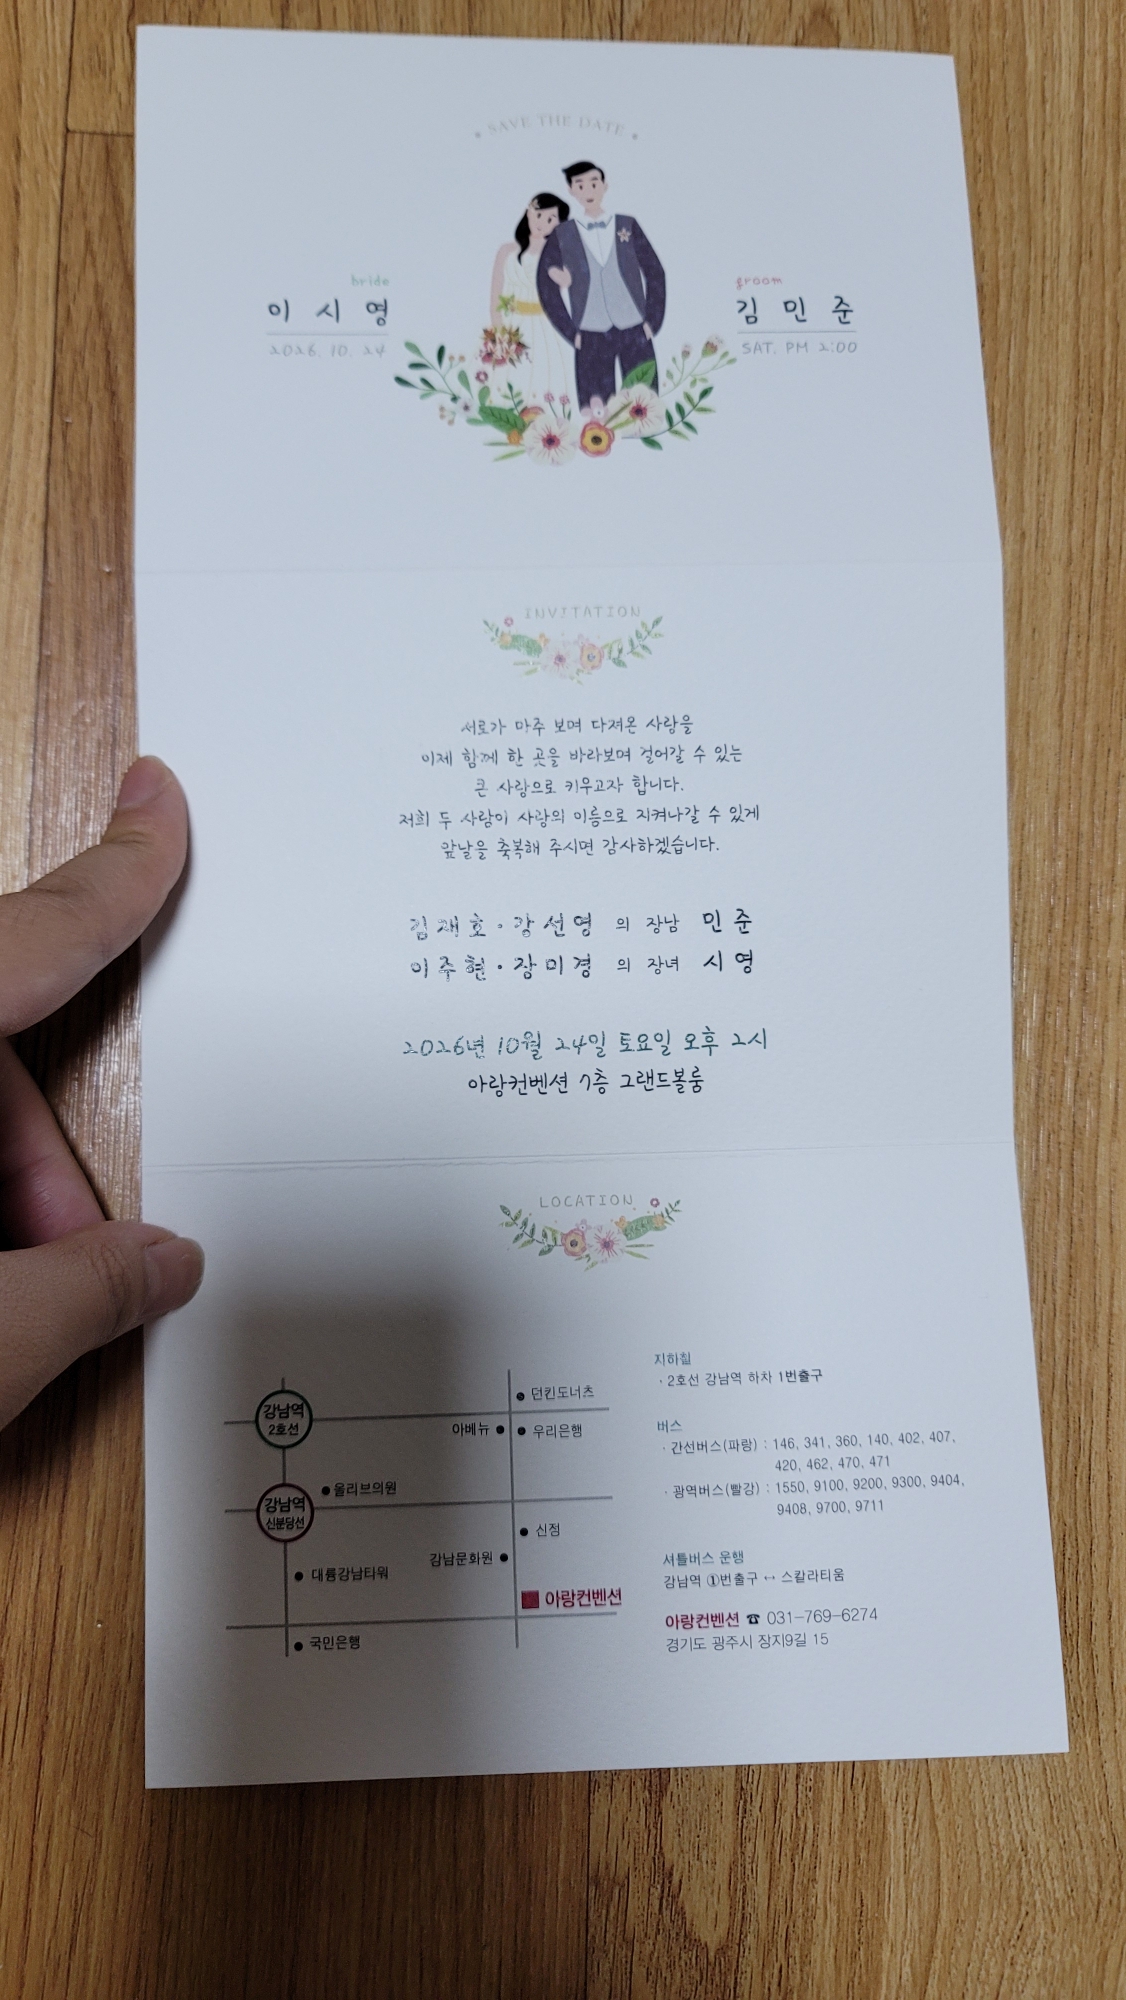 SAVE THE DATE
bride
이 시 영
2026. 10. 24
groom
김 민 준
SAT. PM 2:00
INVITATION
서로가 마주 보며 다져온 사랑을
이제 함께 한 곳을 바라보며 걸어갈 수 있는
큰 사랑으로 키우고자 합니다.
저희 두 사람이 사랑의 이름으로 지켜나갈 수 있게
앞날을 축복해 주시면 감사하겠습니다.
김재호·강선영 의 장남 민준
이주현·장미경 의 장녀 시영
2026년 10월 24일 토요일 오후 2시
아랑컨벤션 7층 그랜드볼룸
LOCATION
강남역
2호선
강남역
신분당선
던킨도너츠
아베뉴
우리은행
올리브의원
신정
강남문화원
대륭강남타워
아랑컨벤션
국민은행
지하철
· 2호선 강남역 하차 1번출구
버스
· 간선버스(파랑) : 146, 341, 360, 140, 402, 407,
420, 462, 470, 471
· 광역버스(빨강) : 1550, 9100, 9200, 9300, 9404,
9408, 9700, 9711
셔틀버스 운행
강남역 ①번출구 ↔ 스칼라티움
아랑컨벤션 ☎ 031-769-6274
경기도 광주시 장지9길 15